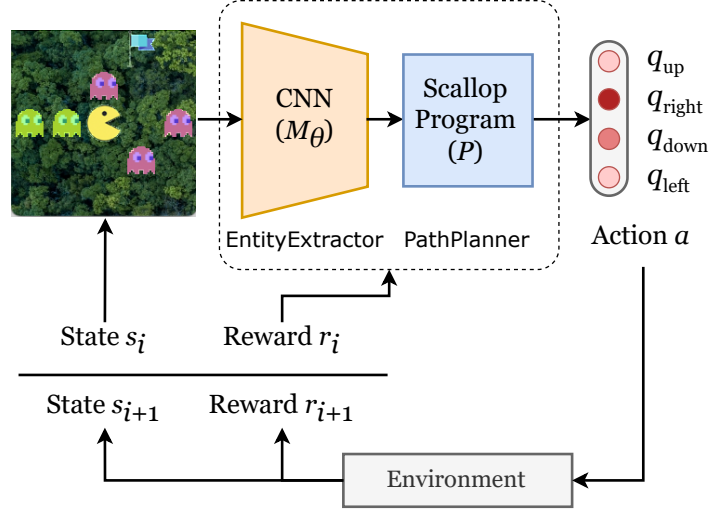 CNN
(M_θ)
Scallop
Program
(P)
EntityExtractor
PathPlanner
q_up
q_right
q_down
q_left
Action a
State s_i
Reward r_i
State s_{i+1}
Reward r_{i+1}
Environment